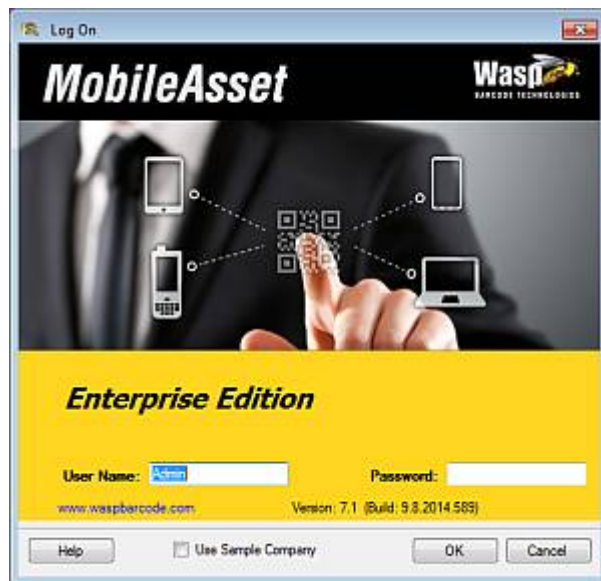 Log On
MobileAsset
Wasp
BARCODE TECHNOLOGIES
Enterprise Edition
User Name: Admin Password:
www.waspbarcode.com Version: 7.1 (Build: 9.8.2014.589)
Help Use Sample Company OK Cancel